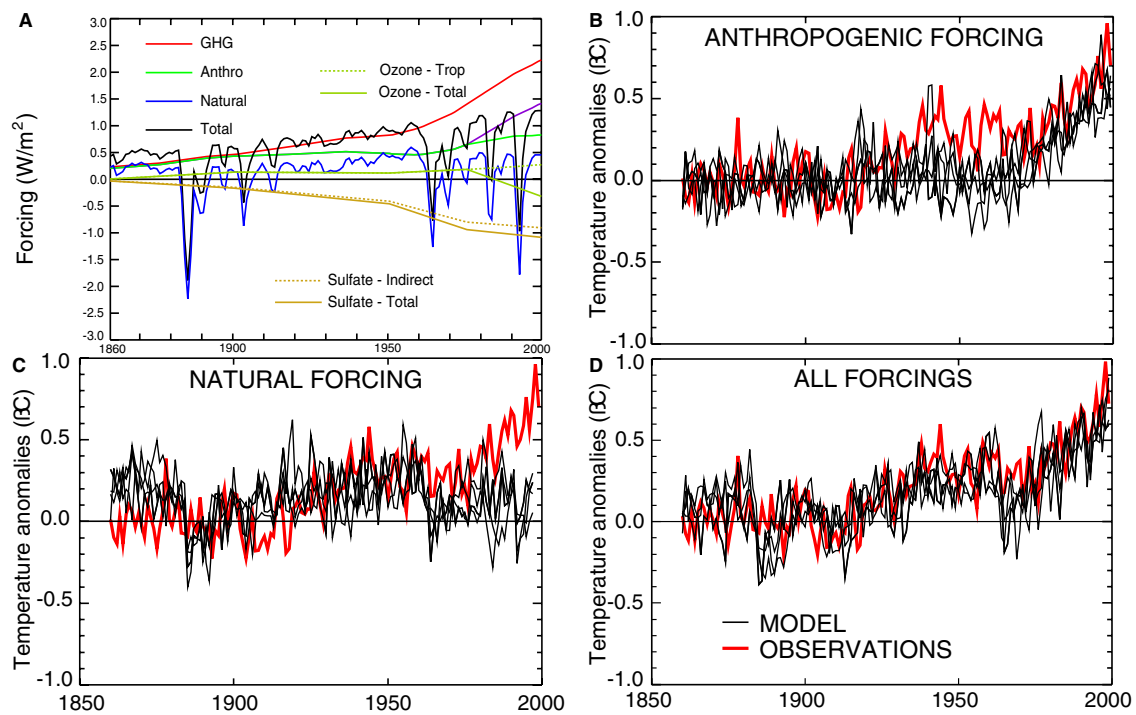 A
3.0
2.5
2.0
1.5
1.0
0.5
0.0
-0.5
-1.0
-1.5
-2.0
-2.5
-3.0
Forcing (W/m²)
GHG
Anthro
Natural
Total
Ozone - Trop
Ozone - Total
Sulfate - Indirect
Sulfate - Total
1860
1900
1950
2000
B
ANTHROPOGENIC FORCING
Temperature anomalies (ßC)
1.0
0.5
0.0
-0.5
-1.0
1850
1900
1950
2000
C
NATURAL FORCING
Temperature anomalies (ßC)
1.0
0.5
0.0
-0.5
-1.0
1850
1900
1950
2000
D
ALL FORCINGS
Temperature anomalies (ßC)
1.0
0.5
0.0
-0.5
-1.0
MODEL
OBSERVATIONS
1850
1900
1950
2000